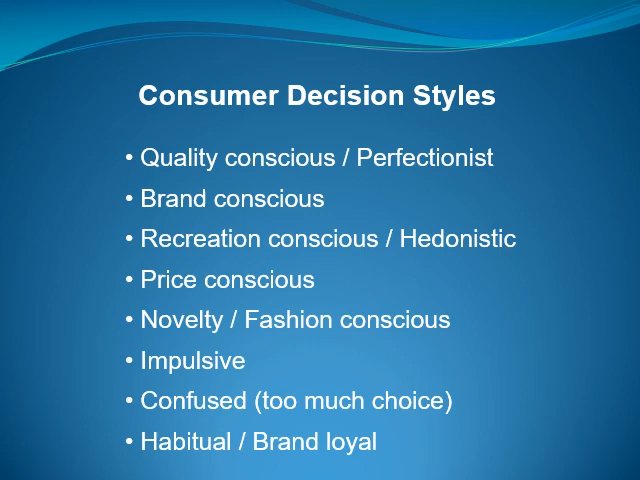 Consumer Decision Styles
• Quality conscious / Perfectionist
• Brand conscious
• Recreation conscious / Hedonistic
• Price conscious
• Novelty / Fashion conscious
• Impulsive
• Confused (too much choice)
• Habitual / Brand loyal